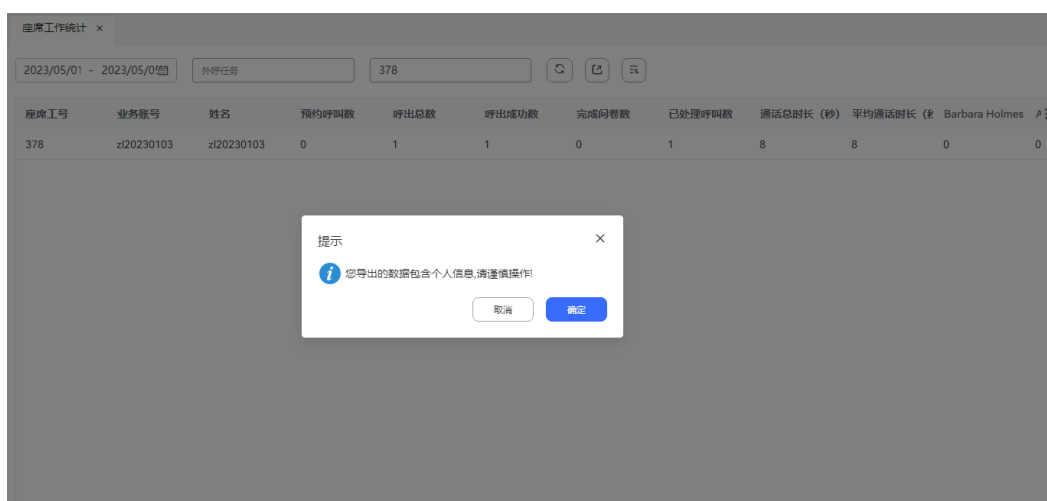 座席工作统计 ×
2023/05/01 - 2023/05/05 外呼任务 378
座席工号 业务账号 姓名 预约呼叫数 呼出总数 呼出成功数 完成问卷数 已处理呼叫数 通话总时长（秒） 平均通话时长（秒 Barbara Holmes A
378 zl20230103 zl20230103 0 1 1 0 1 8 8 0 0
提示
您导出的数据包含个人信息,请谨慎操作!
取消 确定